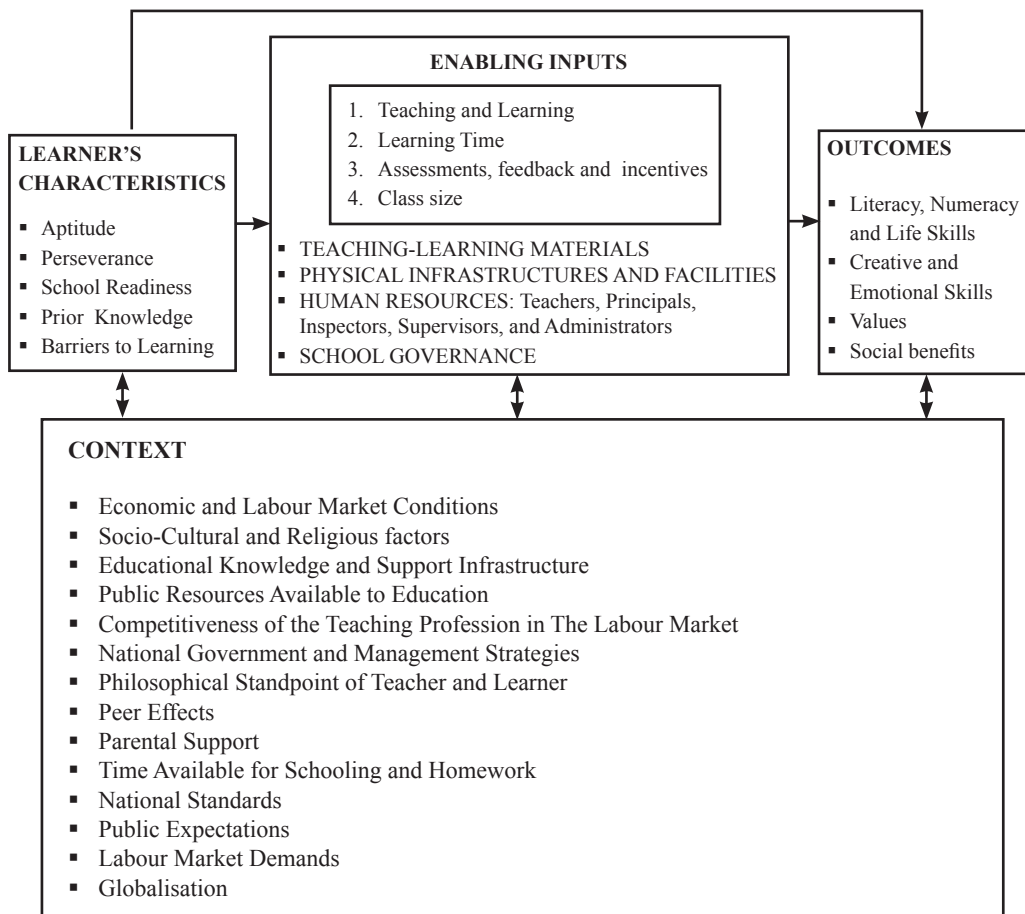 ENABLING INPUTS
1. Teaching and Learning
2. Learning Time
3. Assessments, feedback and incentives
4. Class size
▪ TEACHING-LEARNING MATERIALS
▪ PHYSICAL INFRASTRUCTURES AND FACILITIES
▪ HUMAN RESOURCES: Teachers, Principals,
Inspectors, Supervisors, and Administrators
▪ SCHOOL GOVERNANCE
LEARNER'S
CHARACTERISTICS
▪ Aptitude
▪ Perseverance
▪ School Readiness
▪ Prior Knowledge
▪ Barriers to Learning
OUTCOMES
▪ Literacy, Numeracy
and Life Skills
▪ Creative and
Emotional Skills
▪ Values
▪ Social benefits
CONTEXT
▪ Economic and Labour Market Conditions
▪ Socio-Cultural and Religious factors
▪ Educational Knowledge and Support Infrastructure
▪ Public Resources Available to Education
▪ Competitiveness of the Teaching Profession in The Labour Market
▪ National Government and Management Strategies
▪ Philosophical Standpoint of Teacher and Learner
▪ Peer Effects
▪ Parental Support
▪ Time Available for Schooling and Homework
▪ National Standards
▪ Public Expectations
▪ Labour Market Demands
▪ Globalisation